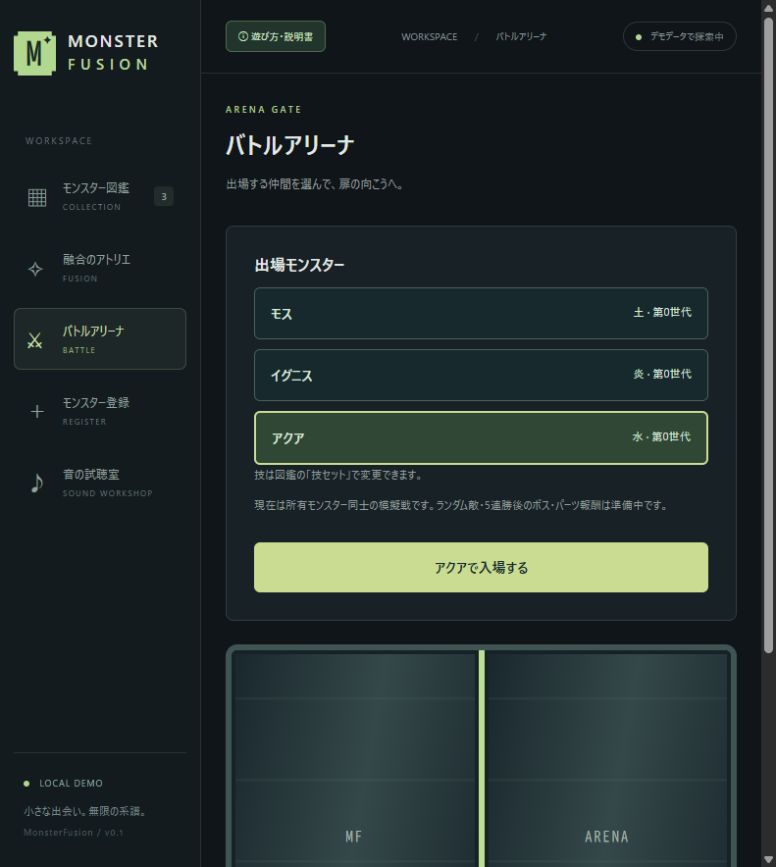 M
MONSTER
FUSION
WORKSPACE
モンスター図鑑
COLLECTION
3
融合のアトリエ
FUSION
バトルアリーナ
BATTLE
モンスター登録
REGISTER
音の試聴室
SOUND WORKSHOP
LOCAL DEMO
小さな出会い。無限の系譜。
MonsterFusion / v0.1
遊び方・説明書
WORKSPACE / バトルアリーナ
デモデータで探索中
ARENA GATE
バトルアリーナ
出場する仲間を選んで、扉の向こうへ。
出場モンスター
モス 土・第0世代
イグニス 炎・第0世代
アクア 水・第0世代
技は図鑑の「技セット」で変更できます。
現在は所有モンスター同士の模擬戦です。ランダム敵・5連勝後のボス・パーツ報酬は準備中です。
アクアで入場する
MF ARENA